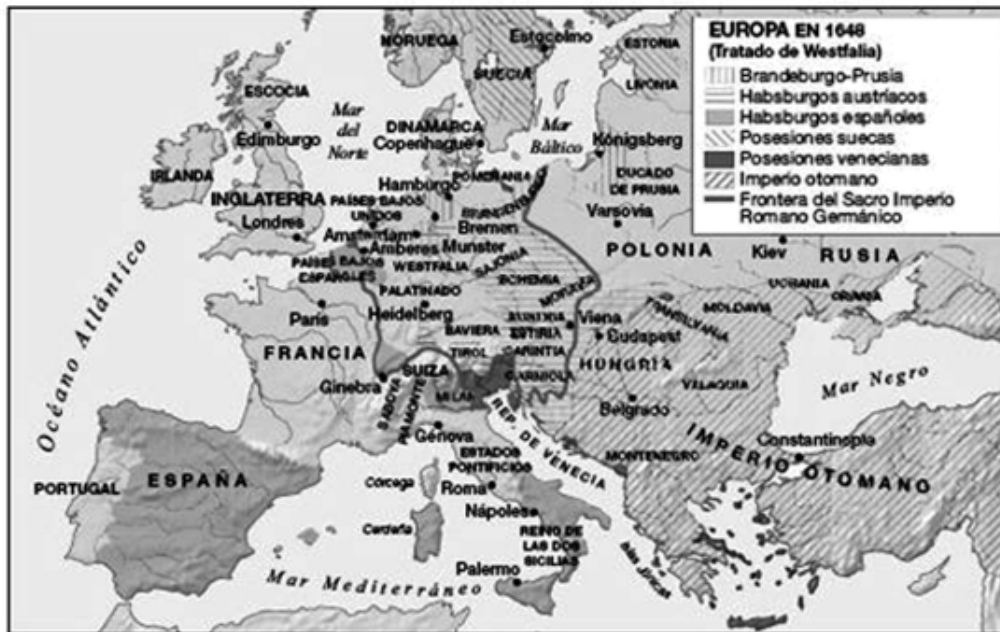 EUROPA EN 1648
(Tratado de Westfalia)
Brandeburgo-Prusia
Habsburgos austríacos
Habsburgos españoles
Posesiones suecas
Posesiones venecianas
Imperio otomano
Frontera del Sacro Imperio
Romano Germánico
NORUEGA
Estocolmo
SUECIA
ESTONIA
LIVONIA
ESCOCIA
Edimburgo
Mar
del
Norte
DINAMARCA
Copenhague
Mar
Báltico
Königsberg
IRLANDA
INGLATERRA
Londres
Hamburgo
POMERANIA
DUCADO
DE PRUSIA
PAÍSES BAJOS
UNIDOS
Amsterdam
Amberes
Bremen
Munster
Varsovia
POLONIA
Kiev
RUSIA
PAÍSES BAJOS
ESPAÑOLES
WESTFALIA
SAJONIA
BOHEMIA
MORAVIA
UCRANIA
CRIMEA
Océano Atlántico
París
PALATINADO
Heidelberg
BAVIERA
ESTIRIA
Viena
Budapest
TRANSILVANIA
MOLDAVIA
FRANCIA
TIROL
CARINTIA
HUNGRÍA
Ginebra
SUIZA
CARNIOLA
VALAQUIA
Mar Negro
SABOYA
PIAMONTE
MILÁN
Belgrado
Génova
REP. DE VENECIA
IMPERIO OTOMANO
Constantinopla
MONTENEGRO
ESTADOS
PONTIFICIOS
PORTUGAL
ESPAÑA
Córcega
Roma
Nápoles
Cerdeña
REINO DE
LAS DOS
SICILIAS
Palermo
Mar Mediterráneo